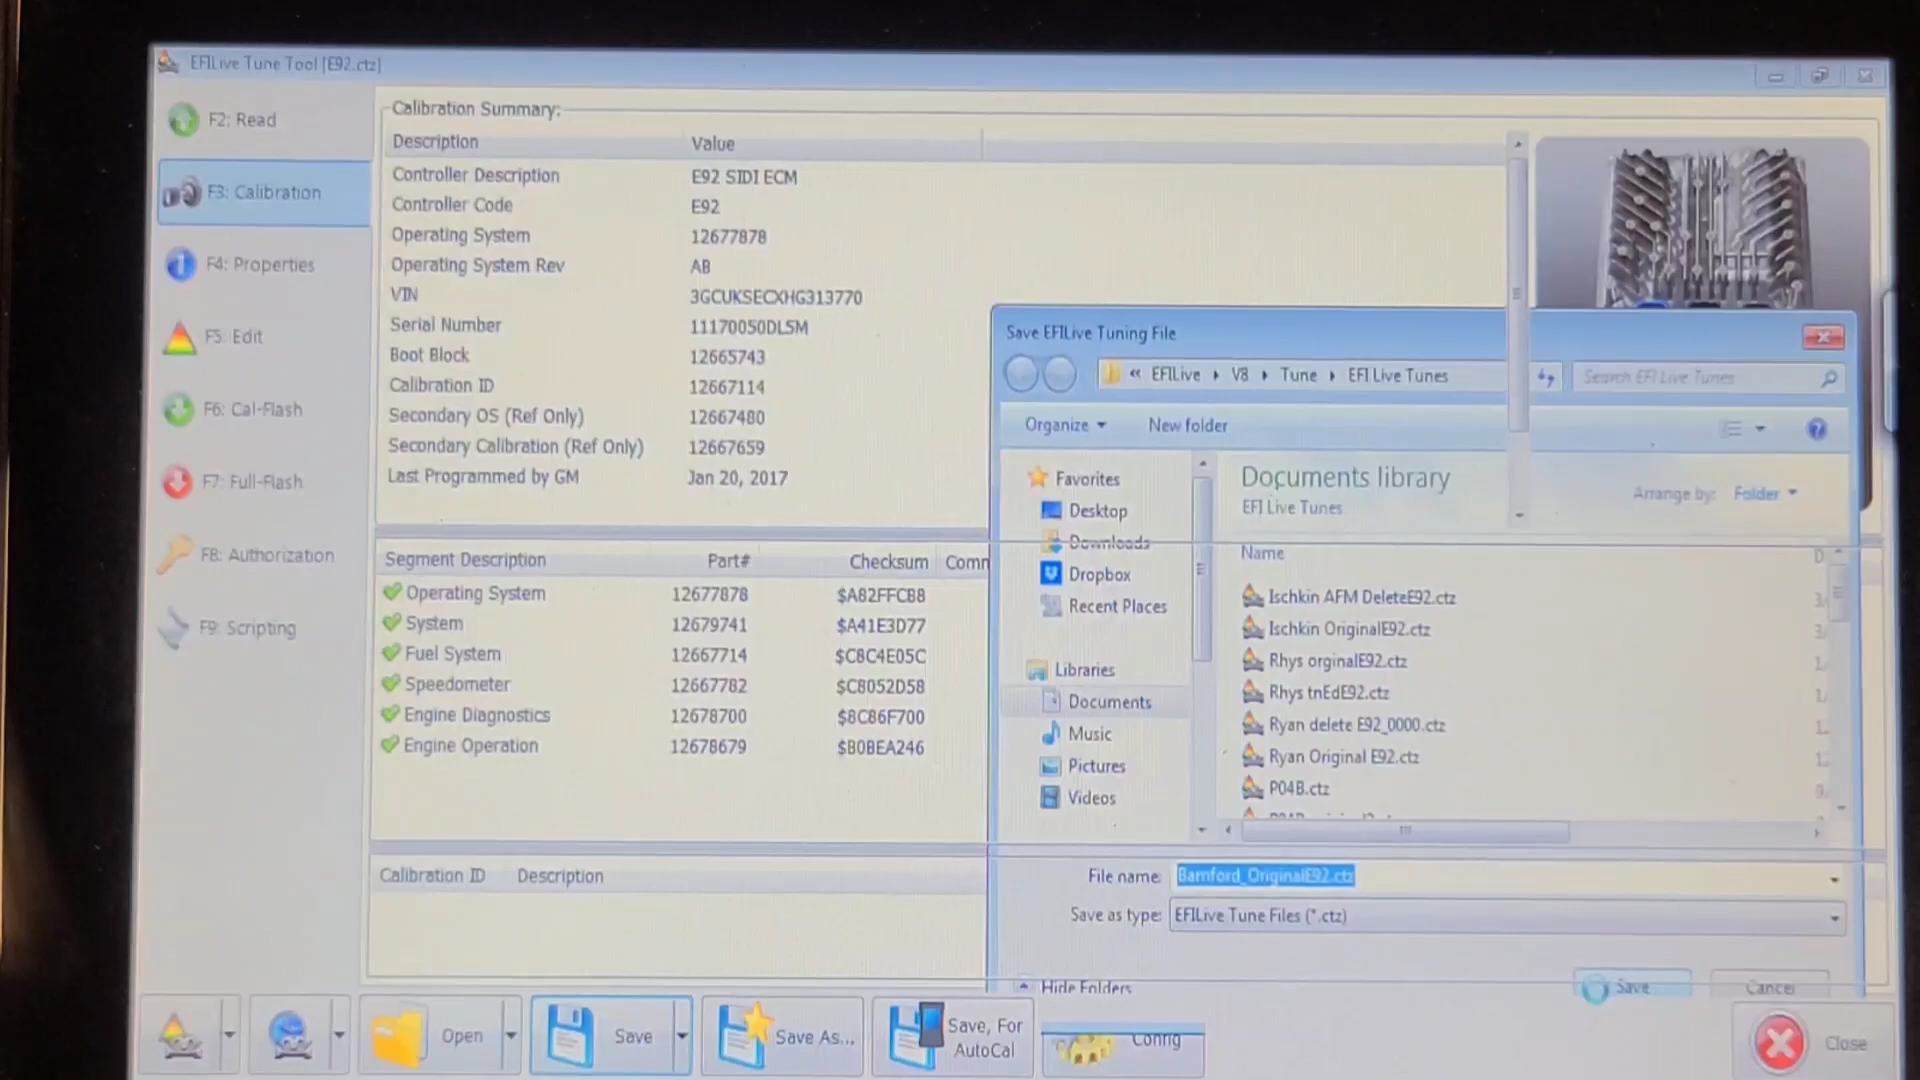 EFILive Tune Tool [E92.ctz]
F2: Read
F3: Calibration
F4: Properties
F5: Edit
F6: Cal-Flash
F7: Full-Flash
F8: Authorization
F9: Scripting
Calibration Summary:
Description Value
Controller Description E92 SIDI ECM
Controller Code E92
Operating System 12677878
Operating System Rev AB
VIN 3GCUKSECXHG313770
Serial Number 11170050DLSM
Boot Block 12665743
Calibration ID 12667114
Secondary OS (Ref Only) 12667480
Secondary Calibration (Ref Only) 12667659
Last Programmed by GM Jan 20, 2017
Segment Description Part# Checksum Comm
Operating System 12677878 $A82FFCB8
System 12679741 $A41E3D77
Fuel System 12667714 $C8C4E05C
Speedometer 12667782 $C8052D58
Engine Diagnostics 12678700 $8C86F700
Engine Operation 12678679 $B0BEA246
Calibration ID Description
Save EFILive Tuning File
« EFILive V8 Tune EFI Live Tunes
Search EFI Live Tunes
Organize New folder
Favorites
Desktop
Downloads
Dropbox
Recent Places
Libraries
Documents
Music
Pictures
Videos
Documents library
EFI Live Tunes
Arrange by: Folder
Name D
Ischkin AFM DeleteE92.ctz
Ischkin OriginalE92.ctz
Rhys orginalE92.ctz
Rhys tnEdE92.ctz
Ryan delete E92_0000.ctz
Ryan Original E92.ctz
P04B.ctz
File name: Bamford_OriginalE92.ctz
Save as type: EFILive Tune Files (*.ctz)
Hide Folders
Save Cancel
Open
Save
Save As...
Save, For
AutoCal
Config
Close